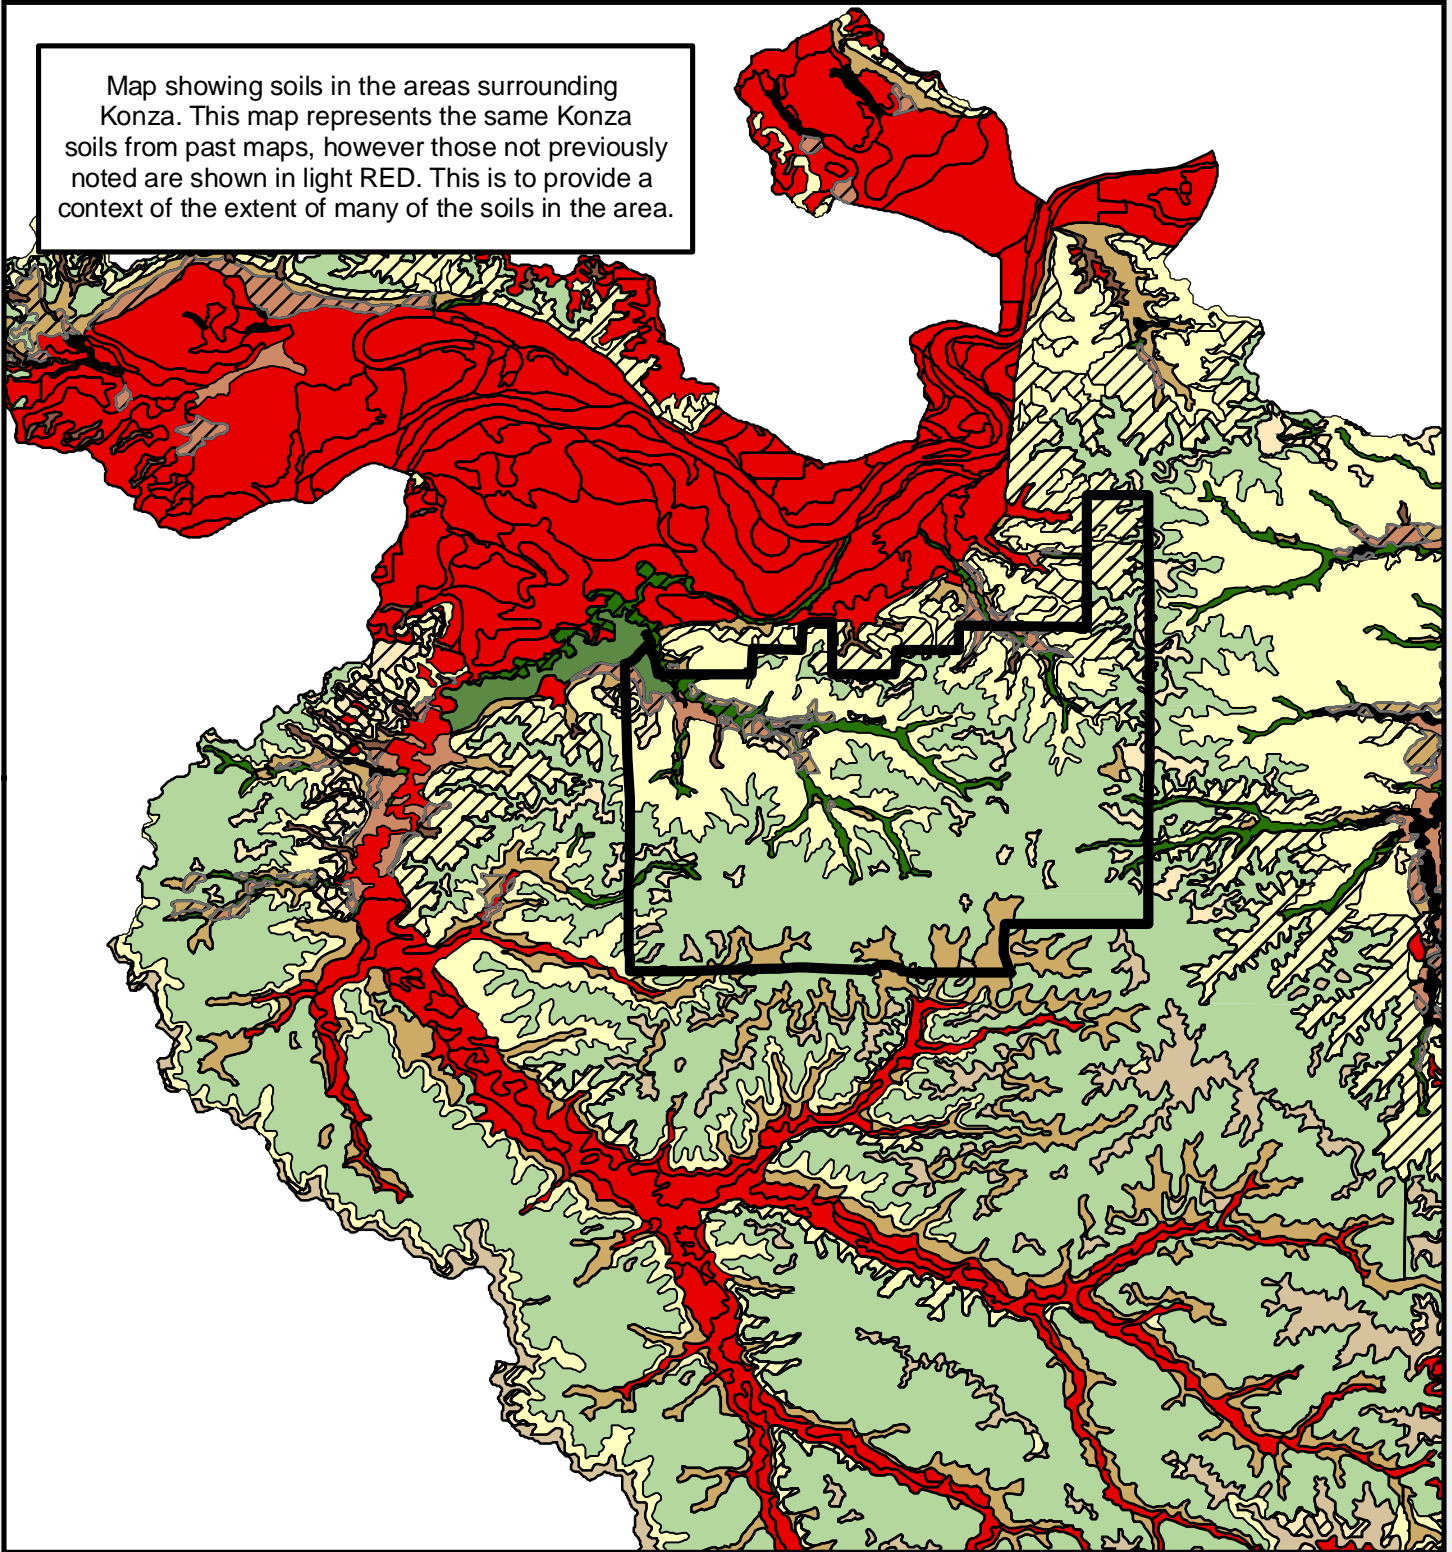 Map showing soils in the areas surrounding
Konza. This map represents the same Konza
soils from past maps, however those not previously
noted are shown in light RED. This is to provide a
context of the extent of many of the soils in the area.